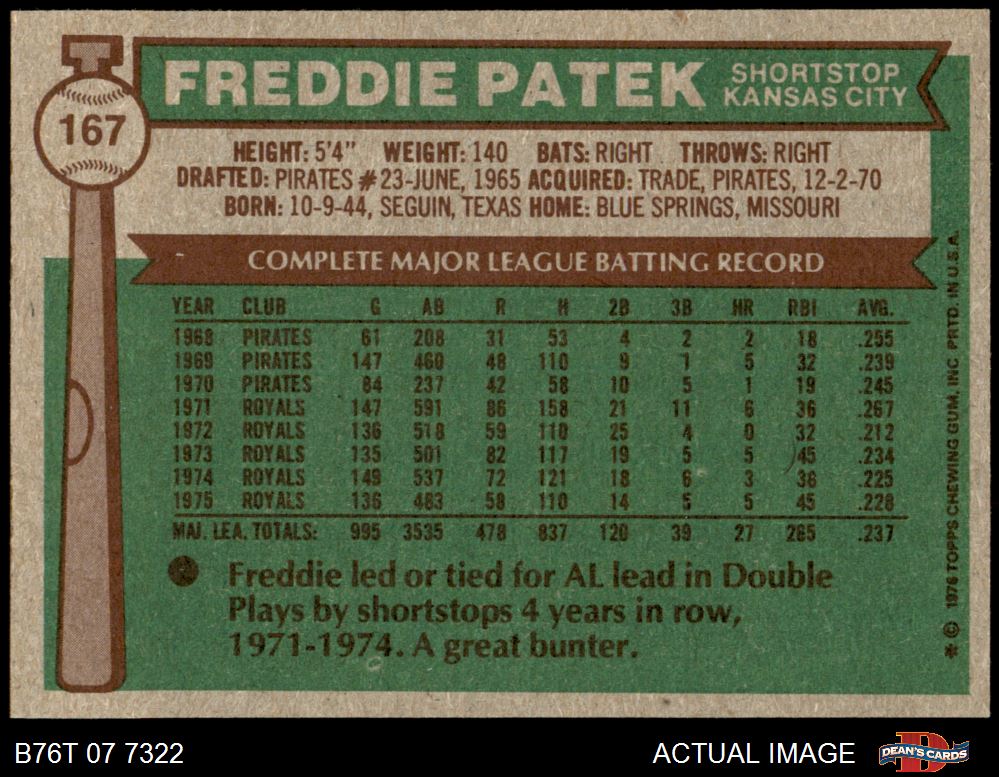 167
FREDDIE PATEK
SHORTSTOP
KANSAS CITY
HEIGHT: 5'4" WEIGHT: 140 BATS: RIGHT THROWS: RIGHT
DRAFTED: PIRATES #23-JUNE, 1965 ACQUIRED: TRADE, PIRATES, 12-2-70
BORN: 10-9-44, SEGUIN, TEXAS HOME: BLUE SPRINGS, MISSOURI
COMPLETE MAJOR LEAGUE BATTING RECORD
YEAR CLUB G AB R H 2B 3B HR RBI AVG.
1968 PIRATES 61 208 31 53 4 2 2 18 .255
1969 PIRATES 147 460 48 110 9 1 5 32 .239
1970 PIRATES 84 237 42 58 10 5 1 19 .245
1971 ROYALS 147 591 86 158 21 11 6 36 .267
1972 ROYALS 136 518 59 110 25 4 0 32 .212
1973 ROYALS 135 501 82 117 19 5 5 45 .234
1974 ROYALS 149 537 72 121 18 6 3 38 .225
1975 ROYALS 136 483 58 110 14 5 5 45 .228
MAJ. LEA. TOTALS: 995 3535 478 837 120 39 27 265 .237
● Freddie led or tied for AL lead in Double
Plays by shortstops 4 years in row,
1971-1974. A great bunter.
* © 1976 TOPPS CHEWING GUM, INC PRTD. IN U.S.A.
B76T 07 7322
ACTUAL IMAGE
D
DEAN'S CARDS